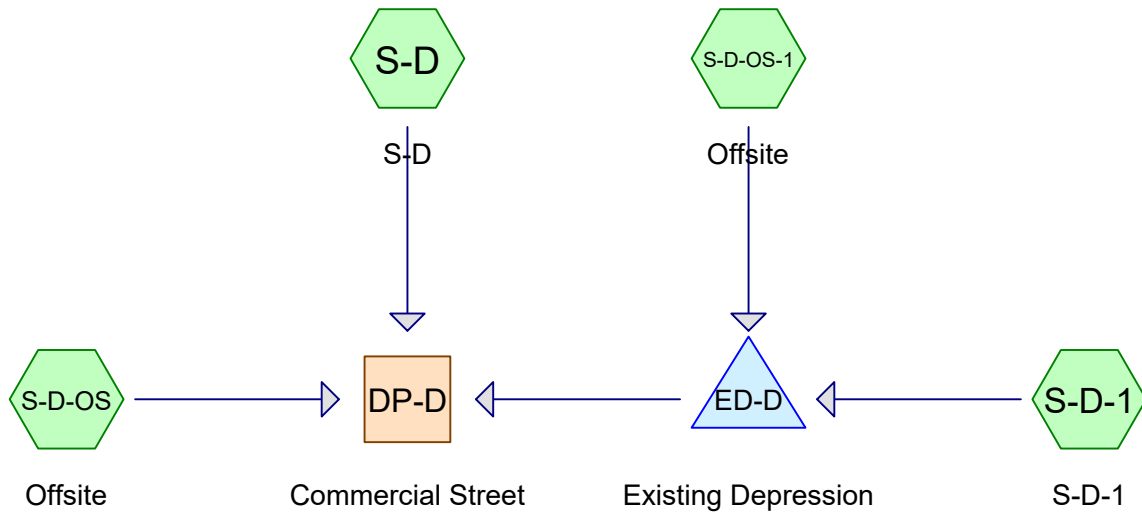 S-D
S-D-OS-1
S-D
Offsite
S-D-OS
DP-D
ED-D
S-D-1
Offsite
Commercial Street
Existing Depression
S-D-1